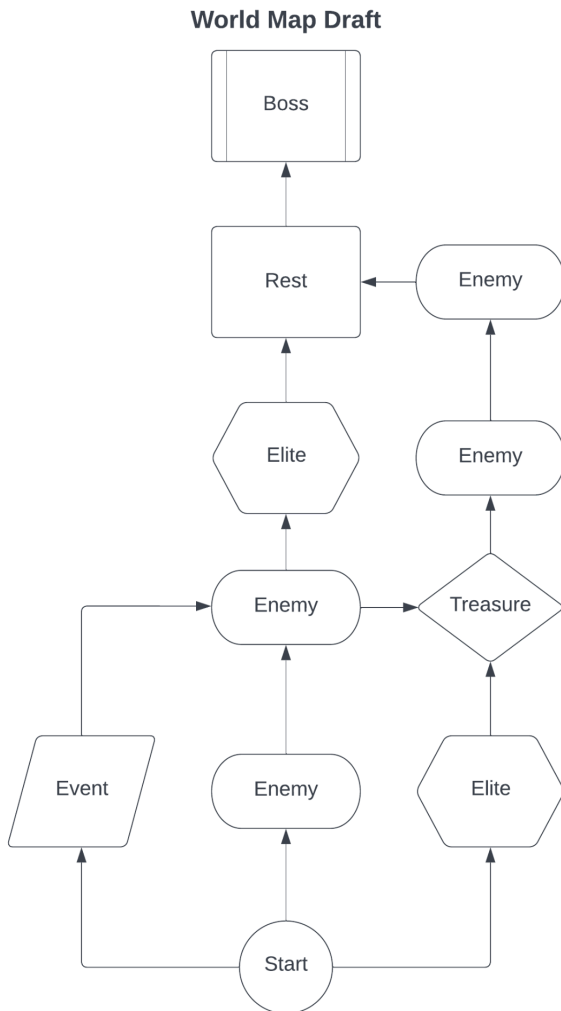 World Map Draft
Boss
Rest
Enemy
Elite
Enemy
Enemy
Treasure
Event
Enemy
Elite
Start